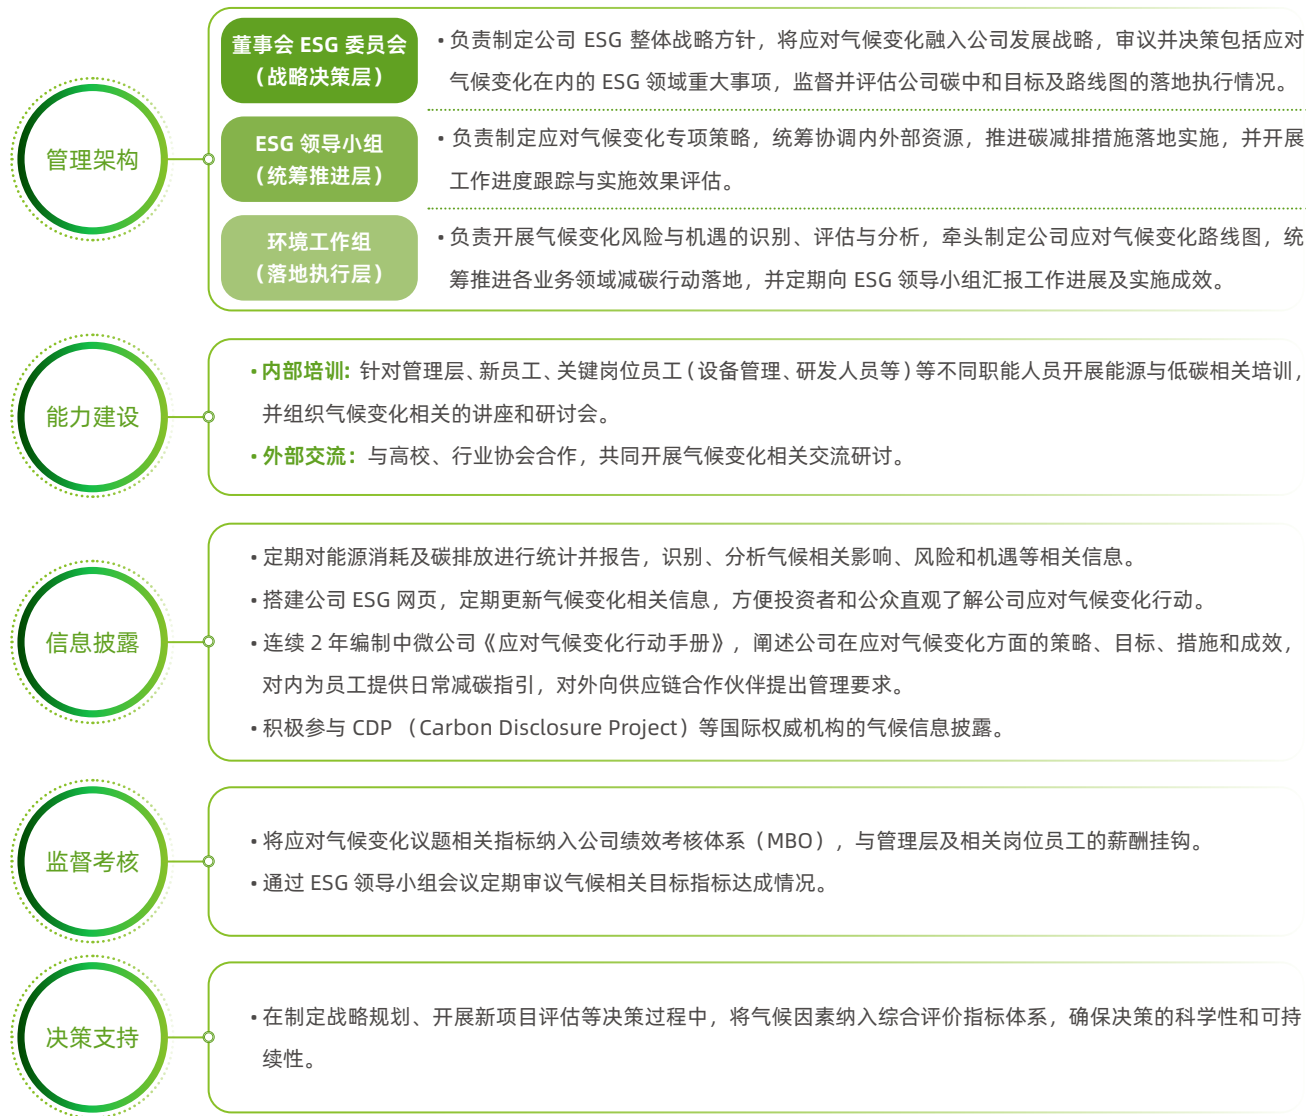 管理架构
董事会 ESG 委员会
（战略决策层）
• 负责制定公司 ESG 整体战略方针，将应对气候变化融入公司发展战略，审议并决策包括应对
气候变化在内的 ESG 领域重大事项，监督并评估公司碳中和目标及路线图的落地执行情况。
ESG 领导小组
（统筹推进层）
• 负责制定应对气候变化专项策略，统筹协调内外部资源，推进碳减排措施落地实施，并开展
工作进度跟踪与实施效果评估。
环境工作组
（落地执行层）
• 负责开展气候变化风险与机遇的识别、评估与分析，牵头制定公司应对气候变化路线图，统
筹推进各业务领域减碳行动落地，并定期向 ESG 领导小组汇报工作进展及实施成效。
能力建设
• 内部培训：针对管理层、新员工、关键岗位员工（设备管理、研发人员等）等不同职能人员开展能源与低碳相关培训，
并组织气候变化相关的讲座和研讨会。
• 外部交流：与高校、行业协会合作，共同开展气候变化相关交流研讨。
信息披露
• 定期对能源消耗及碳排放进行统计并报告，识别、分析气候相关影响、风险和机遇等相关信息。
• 搭建公司 ESG 网页，定期更新气候变化相关信息，方便投资者和公众直观了解公司应对气候变化行动。
• 连续 2 年编制中微公司《应对气候变化行动手册》，阐述公司在应对气候变化方面的策略、目标、措施和成效，
对内为员工提供日常减碳指引，对外向供应链合作伙伴提出管理要求。
• 积极参与 CDP （Carbon Disclosure Project）等国际权威机构的气候信息披露。
监督考核
• 将应对气候变化议题相关指标纳入公司绩效考核体系（MBO），与管理层及相关岗位员工的薪酬挂钩。
• 通过 ESG 领导小组会议定期审议气候相关目标指标达成情况。
决策支持
• 在制定战略规划、开展新项目评估等决策过程中，将气候因素纳入综合评价指标体系，确保决策的科学性和可持
续性。